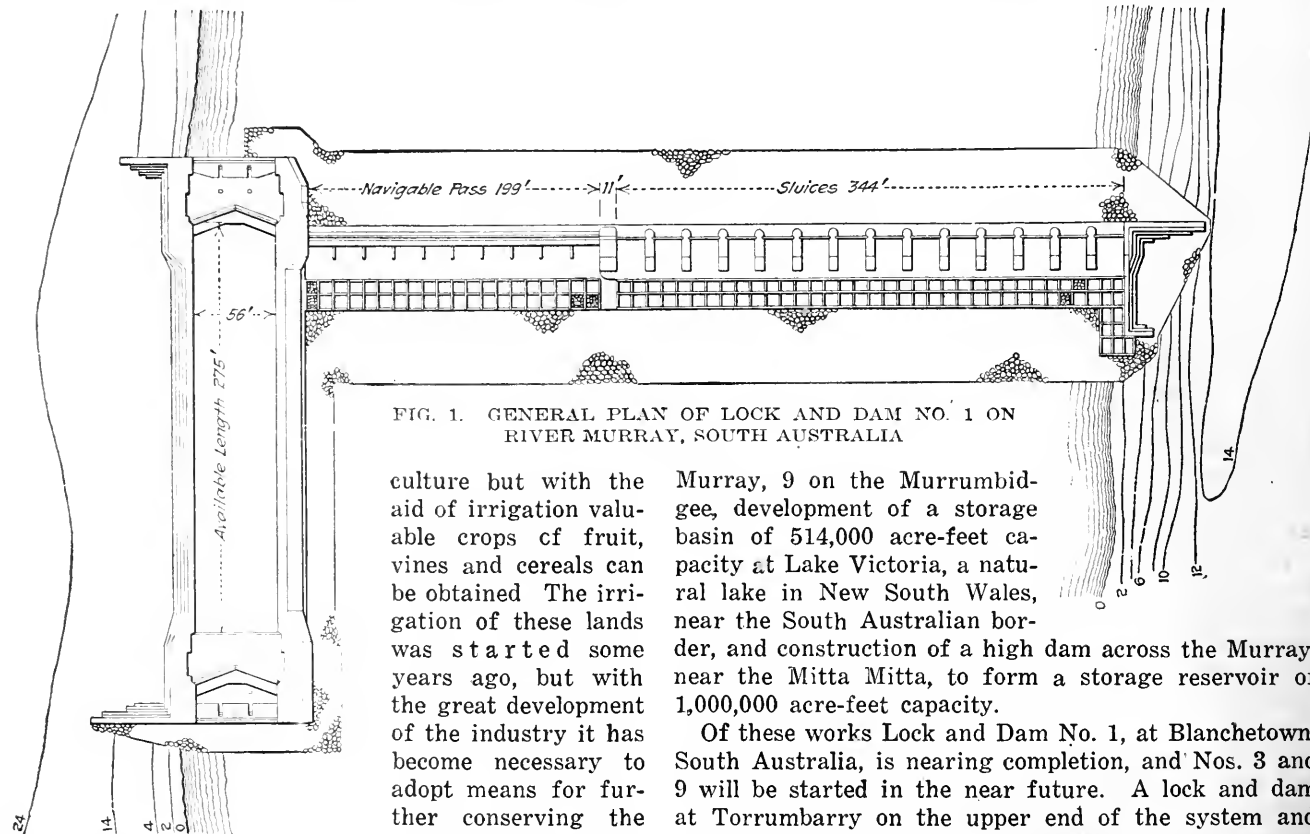 Navigable Pass 199' 11' Sluices 344'
56'
Available Length 275'
FIG. 1. GENERAL PLAN OF LOCK AND DAM NO. 1 ON
RIVER MURRAY, SOUTH AUSTRALIA
culture but with the
aid of irrigation valu-
able crops cf fruit,
vines and cereals can
be obtained The irri-
gation of these lands
was started some
years ago, but with
the great development
of the industry it has
become necessary to
adopt means for fur-
ther conserving the
Murray, 9 on the Murrumbid-
gee, development of a storage
basin of 514,000 acre-feet ca-
pacity at Lake Victoria, a natu-
ral lake in New South Wales,
near the South Australian bor-
der, and construction of a high dam across the Murray
near the Mitta Mitta, to form a storage reservoir of
1,000,000 acre-feet capacity.
Of these works Lock and Dam No. 1, at Blanchetown
South Australia, is nearing completion, and Nos. 3 and
9 will be started in the near future. A lock and dam
at Torrumbarry on the upper end of the system and
24
14
4
2
0
0
2
6
10
12
14